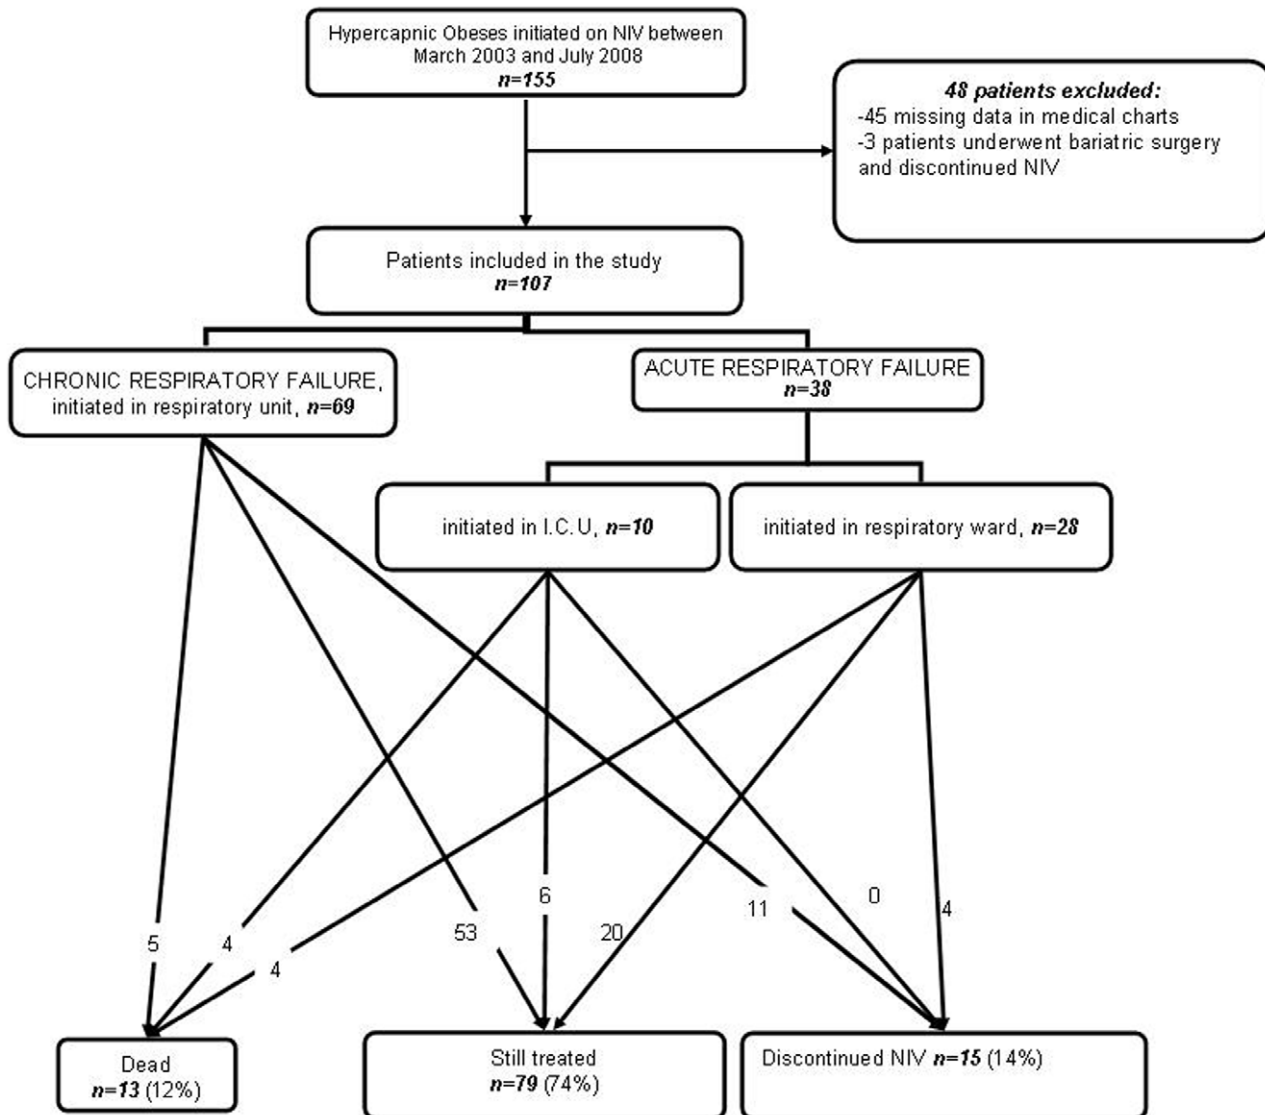 Hypercapnic Obeses initiated on NIV between
March 2003 and July 2008
n=155
48 patients excluded:
-45 missing data in medical charts
-3 patients underwent bariatric surgery
and discontinued NIV
Patients included in the study
n=107
CHRONIC RESPIRATORY FAILURE,
initiated in respiratory unit, n=69
ACUTE RESPIRATORY FAILURE
n=38
initiated in I.C.U, n=10
initiated in respiratory ward, n=28
5
4
4
53
6
20
11
0
4
Dead
n=13 (12%)
Still treated
n=79 (74%)
Discontinued NIV n=15 (14%)